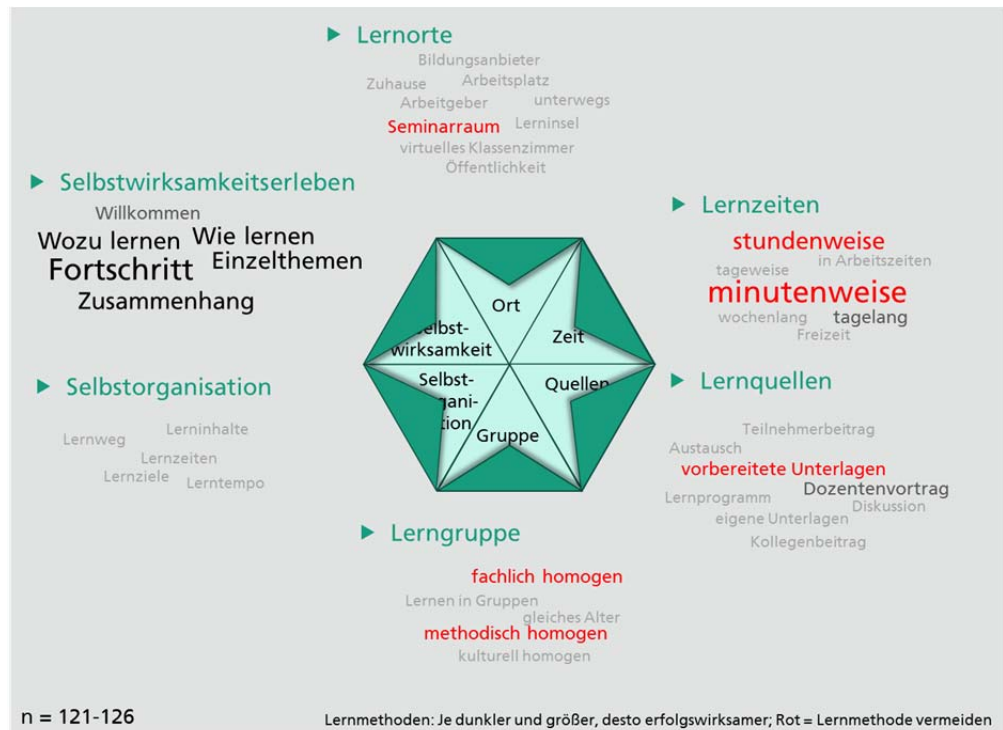 ► Lernorte
Bildungsanbieter
Zuhause Arbeitsplatz
Arbeitgeber unterwegs
Seminarraum Lerninsel
virtuelles Klassenzimmer
Öffentlichkeit
► Selbstwirksamkeitserleben
Willkommen
Wozu lernen Wie lernen
Fortschritt Einzelthemen
Zusammenhang
► Lernzeiten
stundenweise
in Arbeitszeiten
tageweise
minutenweise
wochenlang tagelang
Freizeit
Ort
Selbst-
wirksamkeit
Zeit
Selbst-
gani-
tion
Quellen
Gruppe
► Selbstorganisation
Lerninhalte
Lernweg
Lernzeiten
Lernziele Lerntempo
► Lernquellen
Teilnehmerbeitrag
Austausch
vorbereitete Unterlagen
Dozentenvortrag
Lernprogramm Diskussion
eigene Unterlagen
Kollegenbeitrag
► Lerngruppe
fachlich homogen
Lernen in Gruppen
gleiches Alter
methodisch homogen
kulturell homogen
n = 121-126
Lernmethoden: Je dunkler und größer, desto erfolgswirksamer; Rot = Lernmethode vermeiden